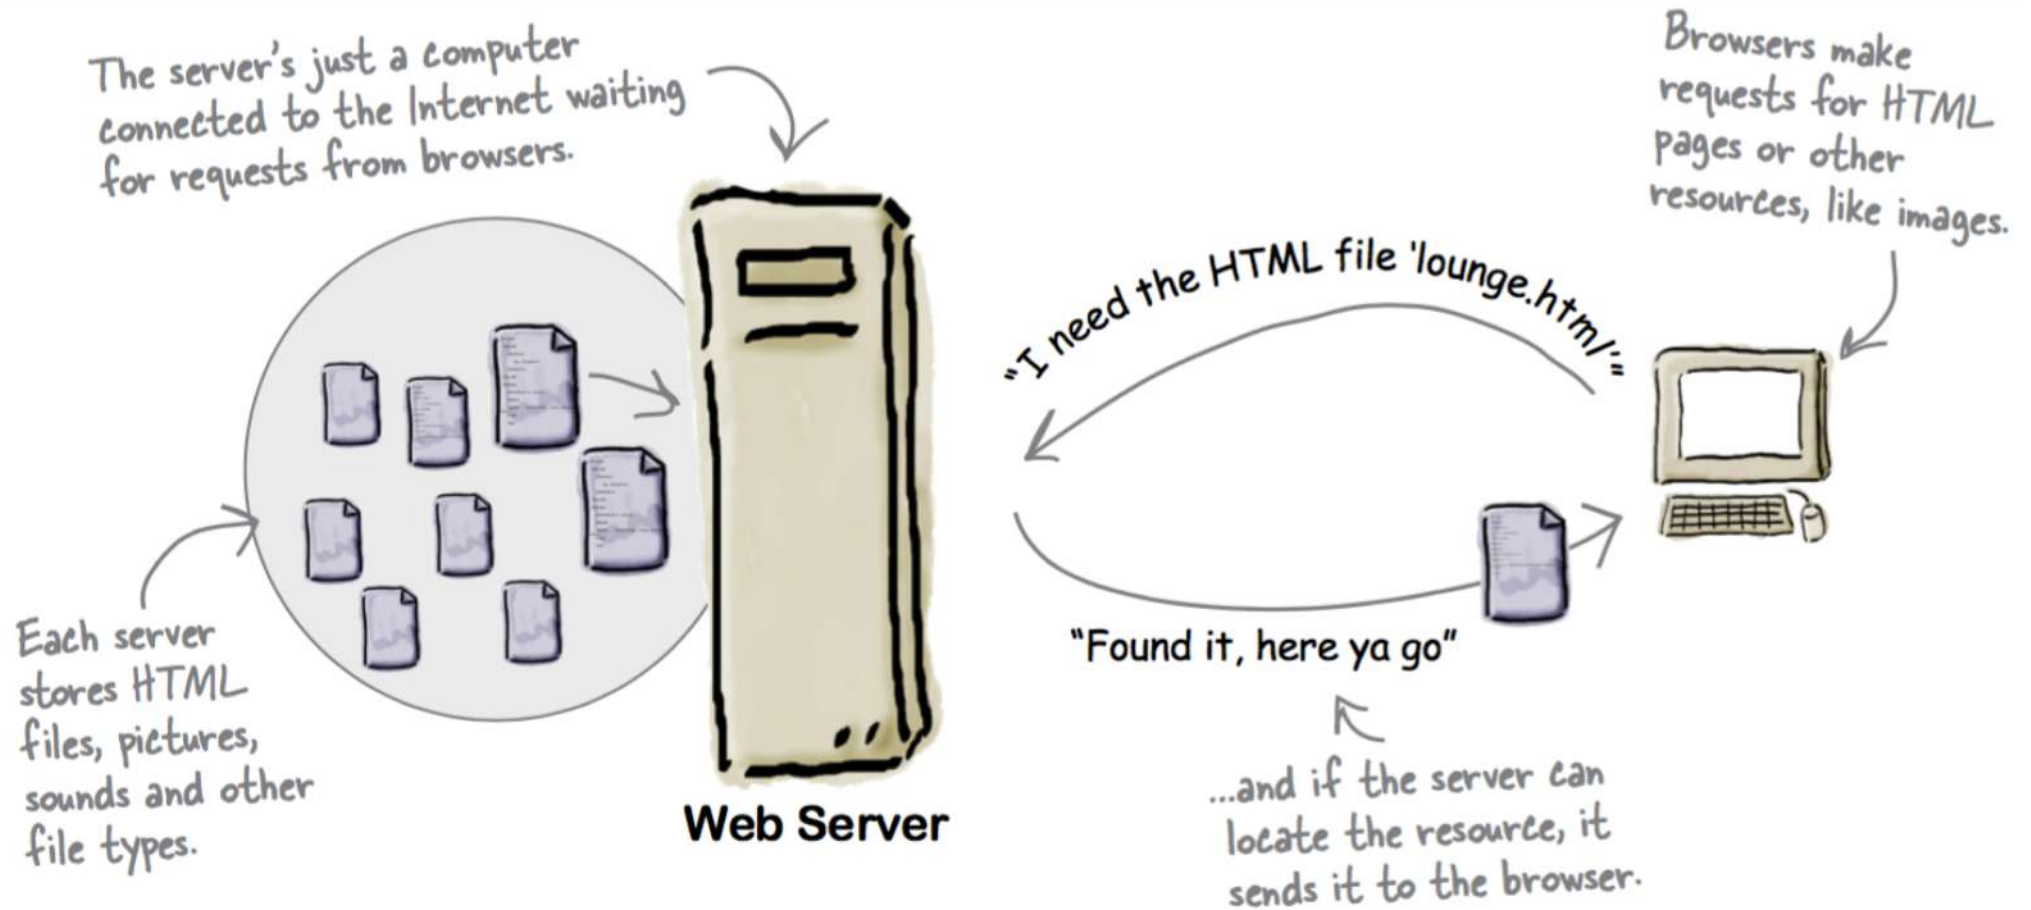 The server's just a computer
connected to the Internet waiting
for requests from browsers.
Browsers make
requests for HTML
pages or other
resources, like images.
"I need the HTML file 'lounge.html'"
Each server
stores HTML
files, pictures,
sounds and other
file types.
"Found it, here ya go"
Web Server
...and if the server can
locate the resource, it
sends it to the browser.